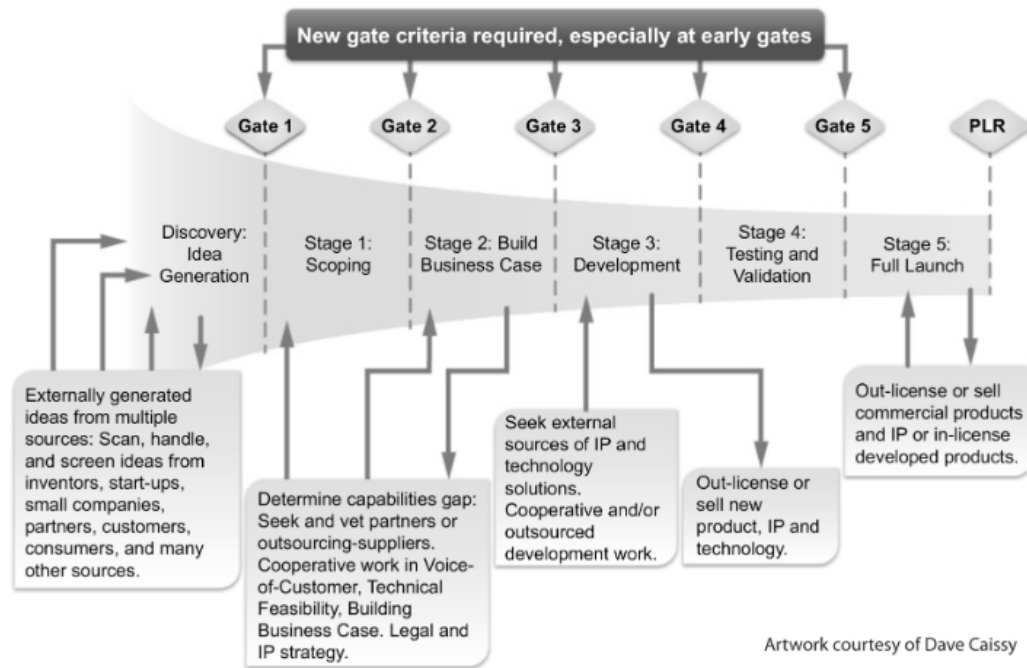 New gate criteria required, especially at early gates
Gate 1
Gate 2
Gate 3
Gate 4
Gate 5
PLR
Discovery:
Idea
Generation
Stage 1:
Scoping
Stage 2: Build
Business Case
Stage 3:
Development
Stage 4:
Testing and
Validation
Stage 5:
Full Launch
Externally generated
ideas from multiple
sources: Scan, handle,
and screen ideas from
inventors, start-ups,
small companies,
partners, customers,
consumers, and many
other sources.
Determine capabilities gap:
Seek and vet partners or
outsourcing-suppliers.
Cooperative work in Voice-
of-Customer, Technical
Feasibility, Building
Business Case. Legal and
IP strategy.
Seek external
sources of IP and
technology
solutions.
Cooperative and/or
outsourced
development work.
Out-license or
sell new
product, IP and
technology.
Out-license or sell
commercial products
and IP or in-license
developed products.
Artwork courtesy of Dave Caissy